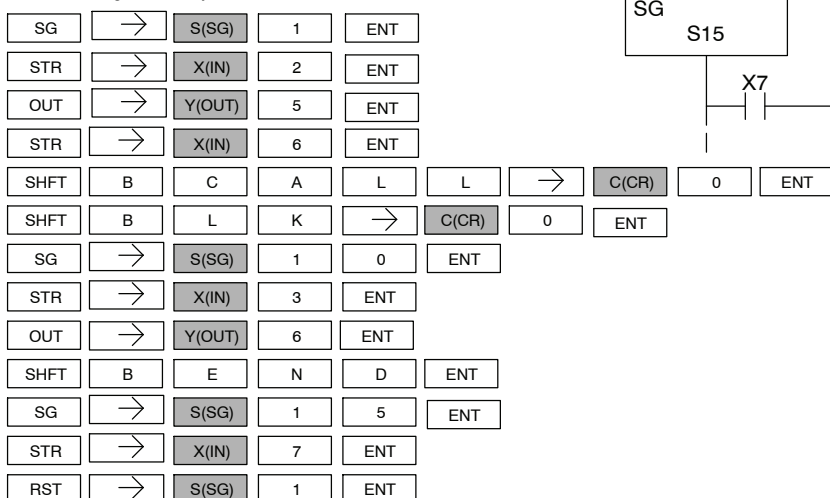 SG → S(SG) 1 ENT
STR → X(IN) 2 ENT
OUT → Y(OUT) 5 ENT
STR → X(IN) 6 ENT
SHFT B C A L L → C(CR) 0 ENT
SHFT B L K → C(CR) 0 ENT
SG → S(SG) 1 0 ENT
STR → X(IN) 3 ENT
OUT → Y(OUT) 6 ENT
SHFT B E N D ENT
SG → S(SG) 1 5 ENT
STR → X(IN) 7 ENT
RST → S(SG) 1 ENT
SG
S15
X7